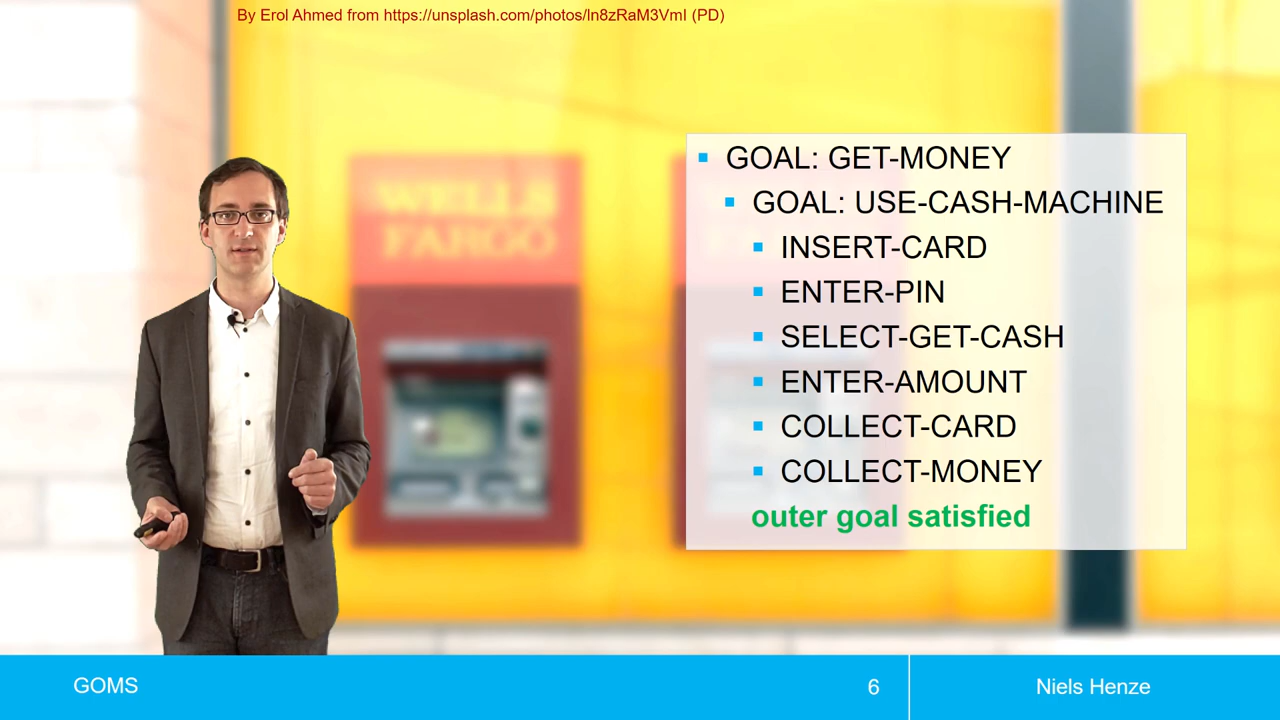 By Erol Ahmed from https://unsplash.com/photos/ln8zRaM3VmI (PD)
WELLS
FARGO
GOAL: GET-MONEY
GOAL: USE-CASH-MACHINE
INSERT-CARD
ENTER-PIN
SELECT-GET-CASH
ENTER-AMOUNT
COLLECT-CARD
COLLECT-MONEY
outer goal satisfied
GOMS
6
Niels Henze